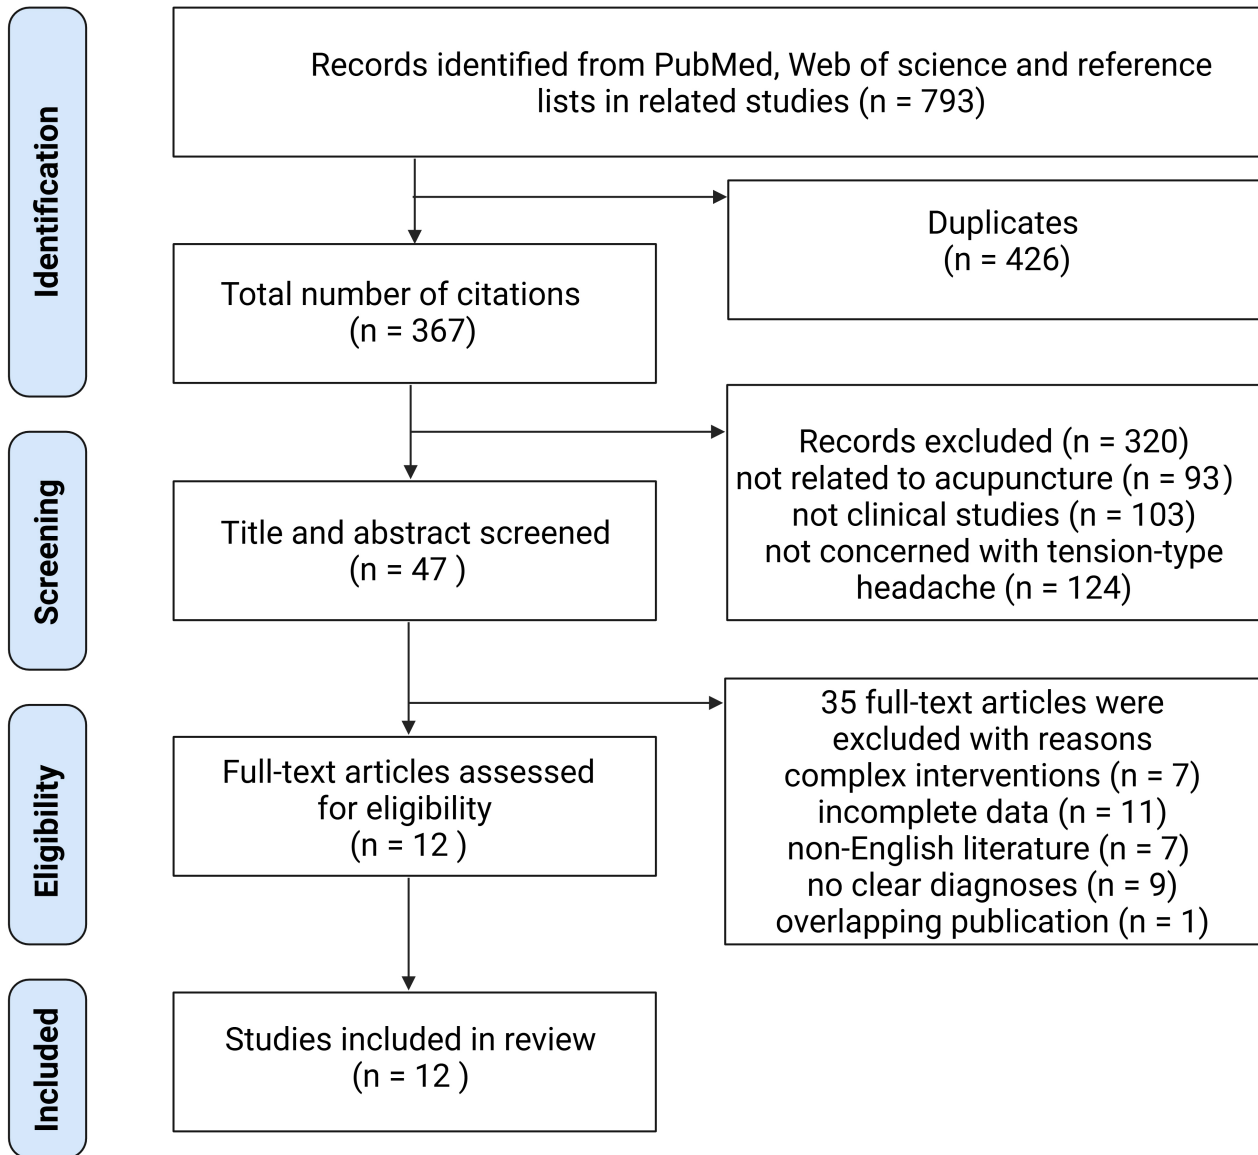 Identification
Records identified from PubMed, Web of science and reference
lists in related studies (n = 793)
Duplicates
(n = 426)
Total number of citations
(n = 367)
Screening
Records excluded (n = 320)
not related to acupuncture (n = 93)
not clinical studies (n = 103)
not concerned with tension-type
headache (n = 124)
Title and abstract screened
(n = 47 )
Eligibility
35 full-text articles were
excluded with reasons
complex interventions (n = 7)
incomplete data (n = 11)
non-English literature (n = 7)
no clear diagnoses (n = 9)
overlapping publication (n = 1)
Full-text articles assessed
for eligibility
(n = 12 )
Included
Studies included in review
(n = 12 )